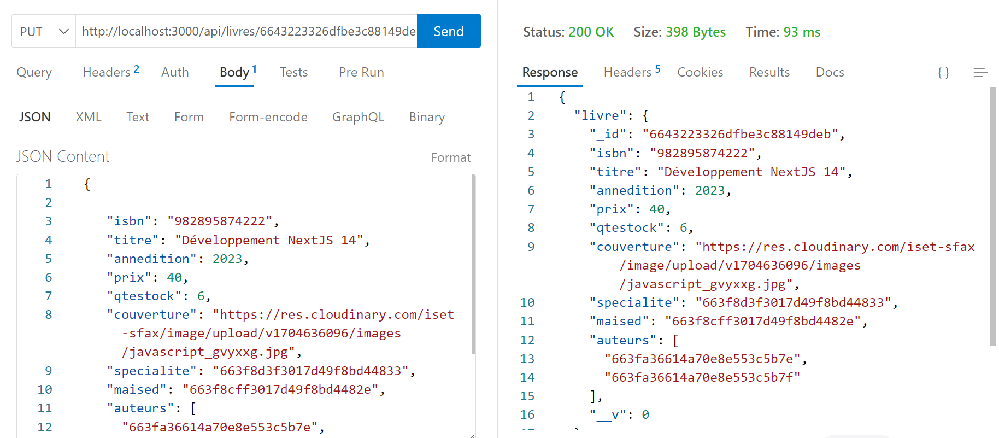 PUT http://localhost:3000/api/livres/6643223326dfbe3c88149de Send
Query Headers 2 Auth Body 1 Tests Pre Run
JSON XML Text Form Form-encode GraphQL Binary
JSON Content Format
1 {
2
3 "isbn": "982895874222",
4 "titre": "Développement NextJS 14",
5 "annedition": 2023,
6 "prix": 40,
7 "qtestock": 6,
8 "couverture": "https://res.cloudinary.com/iset
-sfax/image/upload/v1704636096/images
/javascript_gvyxxg.jpg",
9 "specialite": "663f8d3f3017d49f8bd44833",
10 "maised": "663f8cff3017d49f8bd4482e",
11 "auteurs": [
12 "663fa36614a70e8e553c5b7e",
Status: 200 OK Size: 398 Bytes Time: 93 ms
Response Headers 5 Cookies Results Docs { }
1 {
2 "livre": {
3 "_id": "6643223326dfbe3c88149deb",
4 "isbn": "982895874222",
5 "titre": "Développement NextJS 14",
6 "annedition": 2023,
7 "prix": 40,
8 "qtestock": 6,
9 "couverture": "https://res.cloudinary.com/iset-sfax
/image/upload/v1704636096/images
/javascript_gvyxxg.jpg",
10 "specialite": "663f8d3f3017d49f8bd44833",
11 "maised": "663f8cff3017d49f8bd4482e",
12 "auteurs": [
13 "663fa36614a70e8e553c5b7e",
14 "663fa36614a70e8e553c5b7f"
15 ],
16 "__v": 0